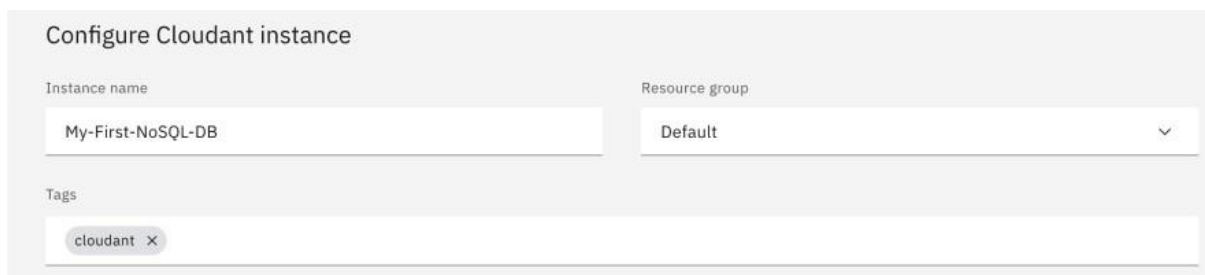 Configure Cloudant instance
Instance name
Resource group
My-First-NoSQL-DB
Default
Tags
cloudant ×